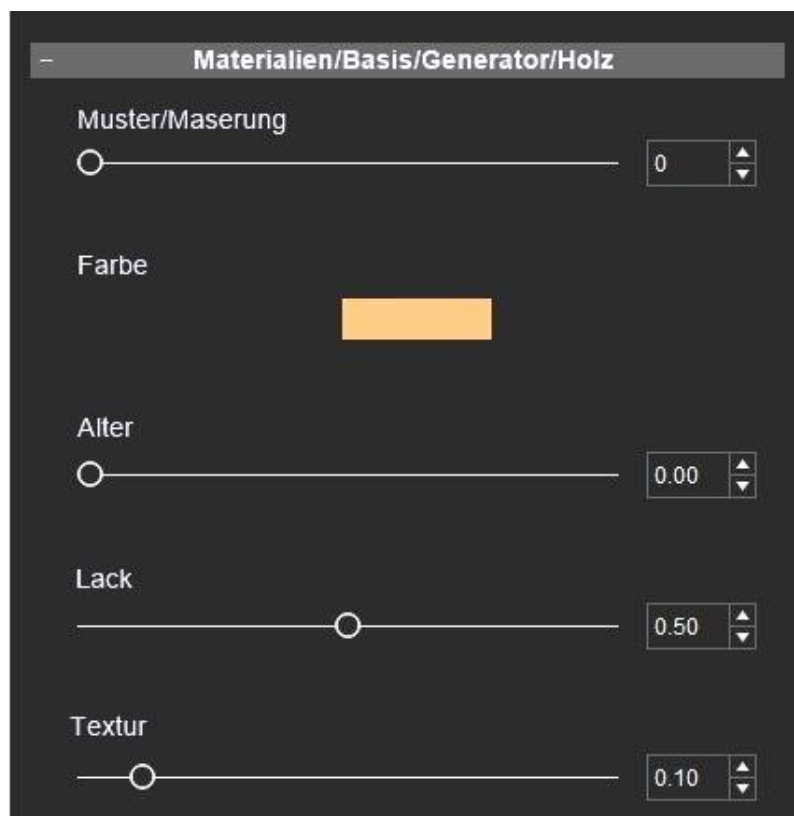 – Materialien/Basis/Generator/Holz
Muster/Maserung
0
Farbe
Alter
0.00
Lack
0.50
Textur
0.10